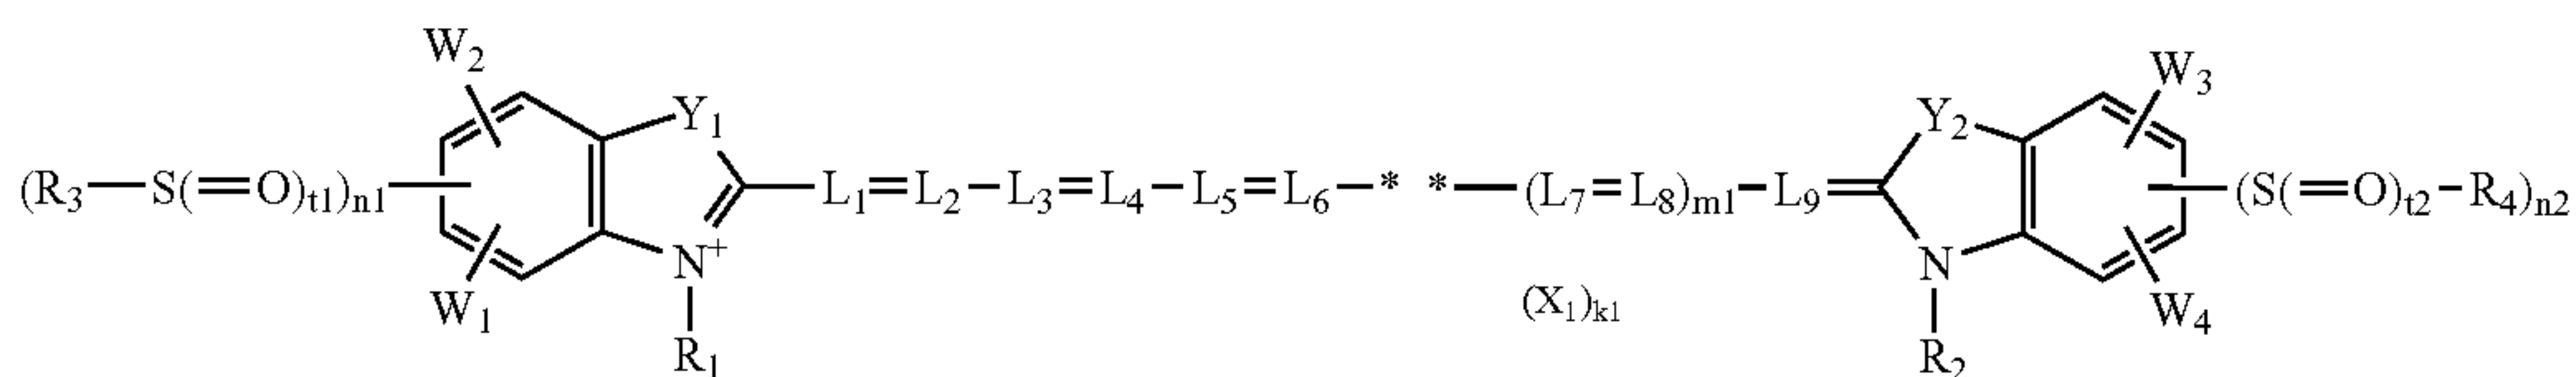 W2 W3
Y1 Y2
(R3—S(=O)t1)n1 L1=L2—L3=L4—L5=L6—* *—(L7=L8)m1—L9= (S(=O)t2—R4)n2
N+ N
W1 (X1)k1 W4
R1 R2